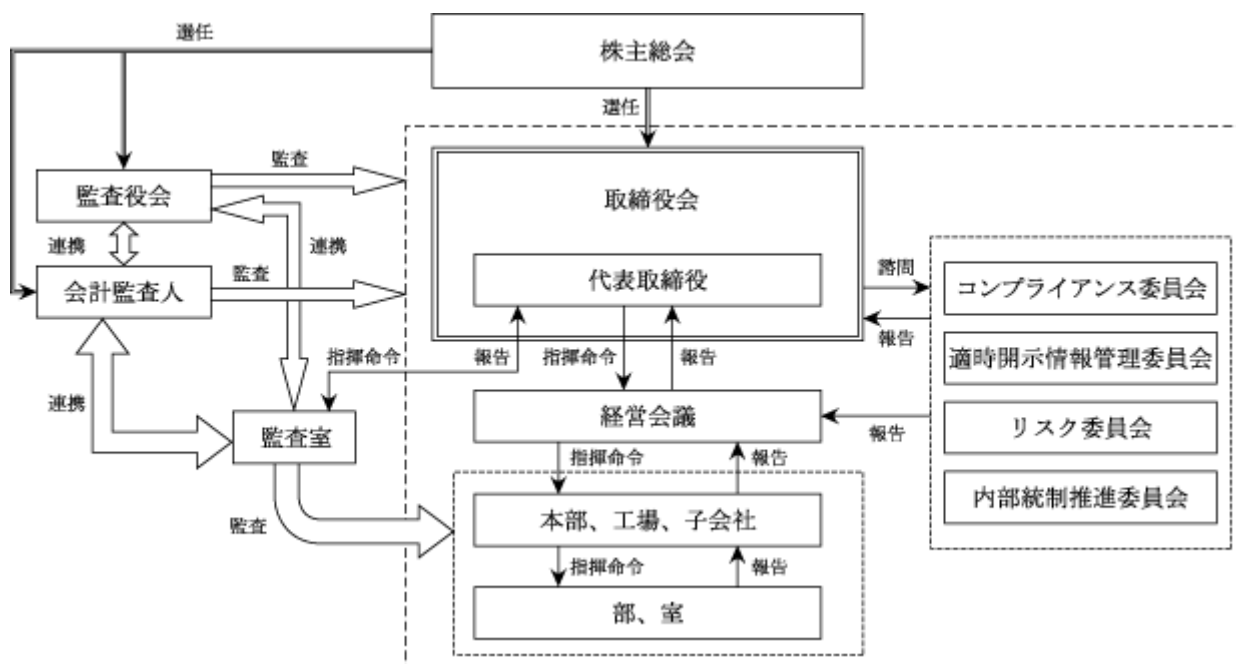 選任
株主総会
選任
監査
監査役会
取締役会
連携
連携
諮問
コンプライアンス委員会
会計監査人
監査
代表取締役
報告
指揮命令
報告
指揮命令
報告
適時開示情報管理委員会
連携
経営会議
報告
リスク委員会
監査室
指揮命令
報告
内部統制推進委員会
監査
本部、工場、子会社
指揮命令
報告
部、室